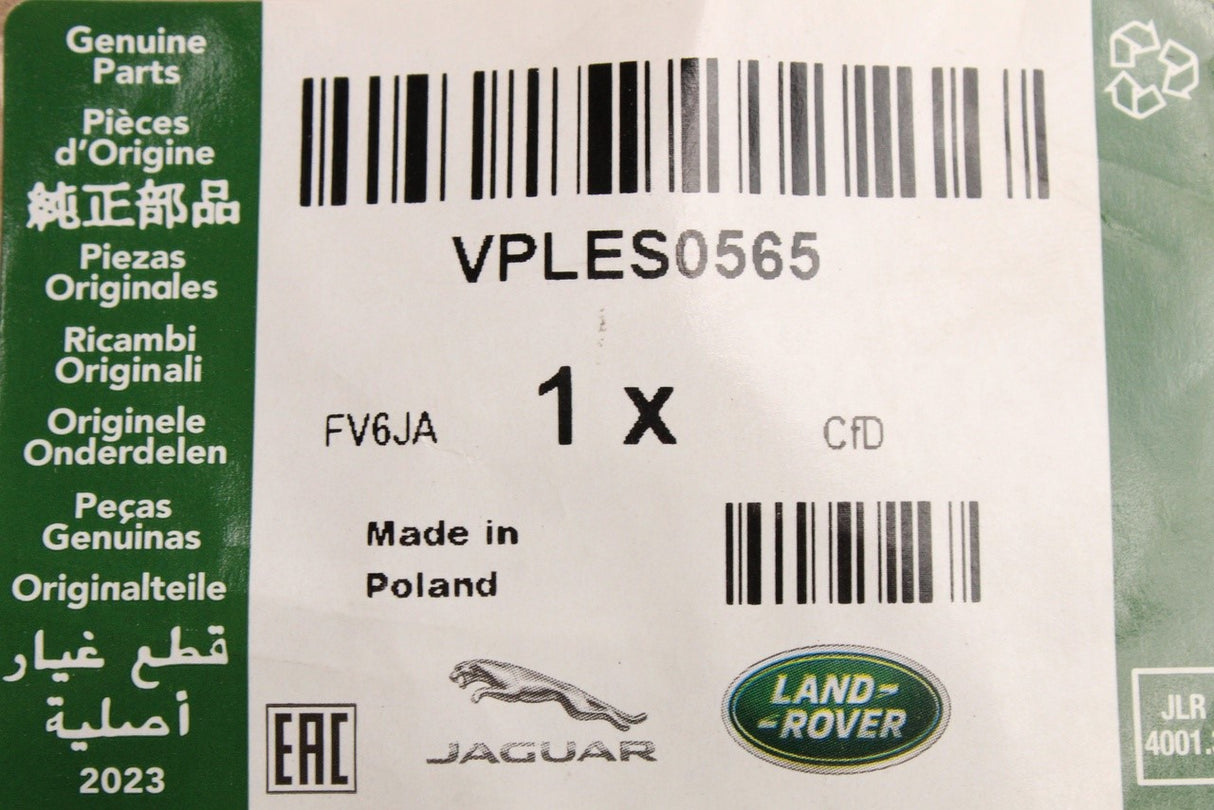 Genuine
Parts
Pièces
d'Origine
純正部品
Piezas
Originales
Ricambi
Originali
Originele
Onderdelen
Peças
Genuinas
Originalteile
قطع غيار
أصلية
2023
VPLES0565
1 x
FV6JA
CfD
Made in
Poland
EAC
JAGUAR
LAND-
-ROVER
JLR
4001.